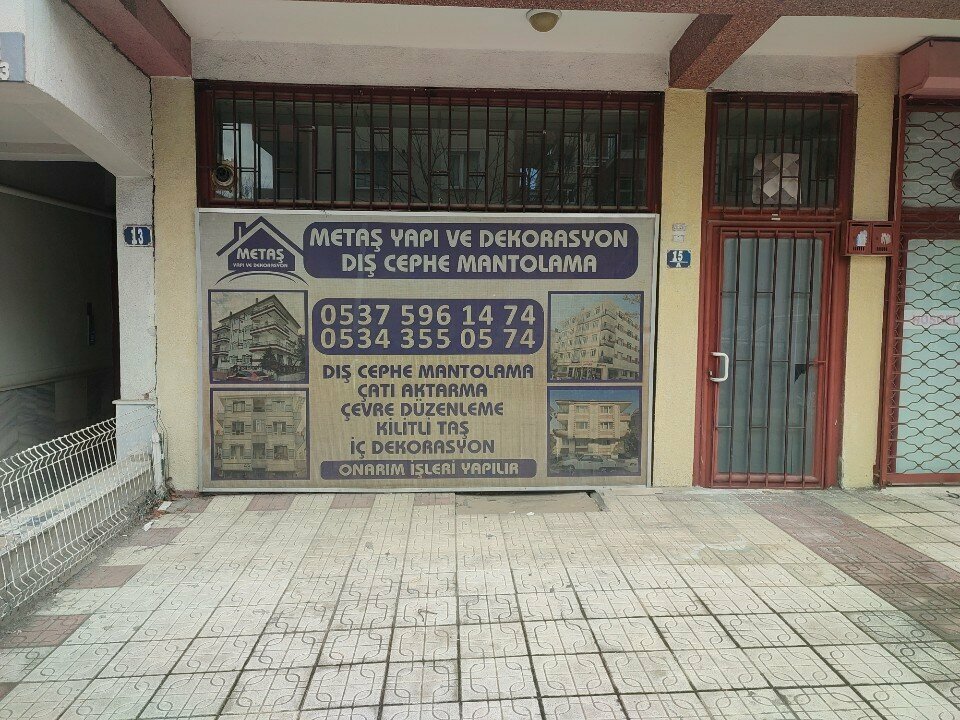 13
METAŞ
YAPI VE DEKORASYON
METAŞ YAPI VE DEKORASYON
DIŞ CEPHE MANTOLAMA
0537 596 14 74
0534 355 05 74
DIŞ CEPHE MANTOLAMA
ÇATI AKTARMA
ÇEVRE DÜZENLEME
KİLİTLİ TAŞ
İÇ DEKORASYON
ONARIM İŞLERİ YAPILIR
15
A